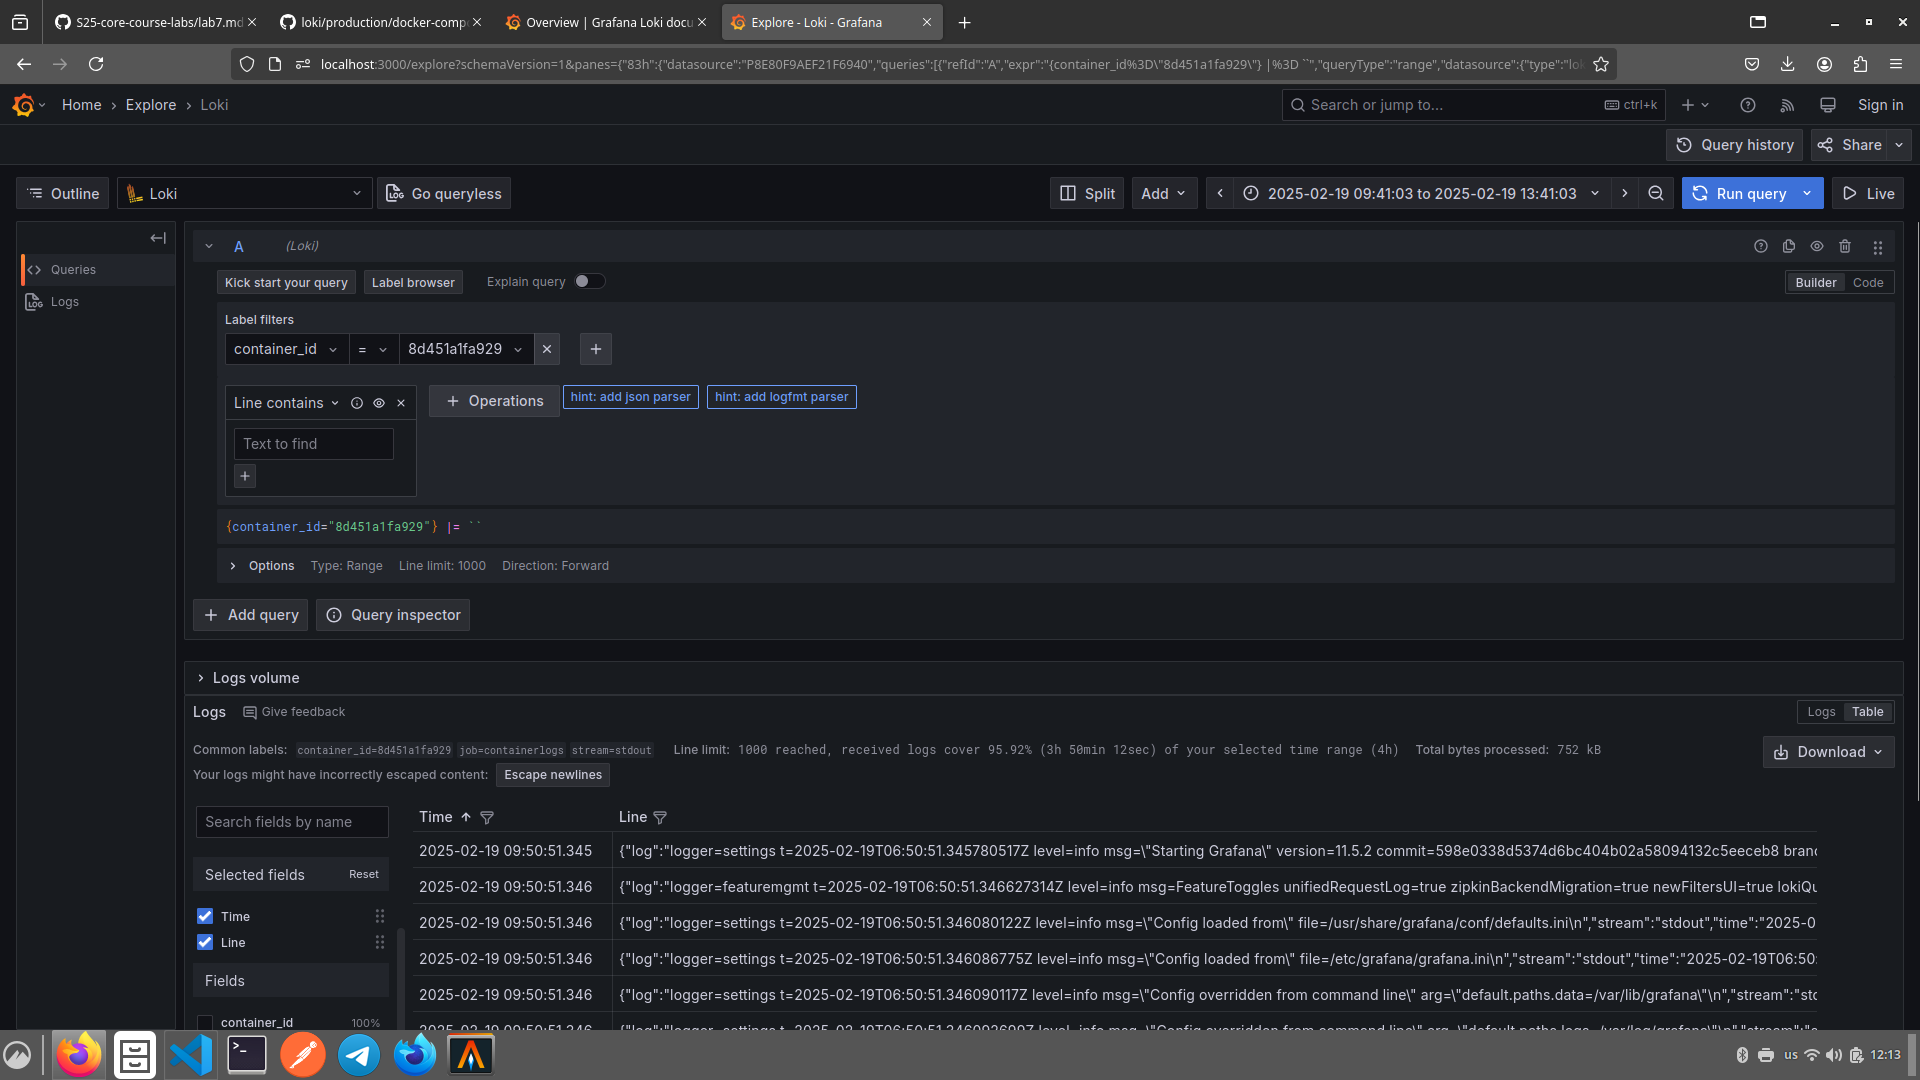 S25-core-course-labs/lab7.md
loki/production/docker-comp
Overview | Grafana Loki docu
Explore - Loki - Grafana
localhost:3000/explore?schemaVersion=1&panes={"83h":{"datasource":"P8E80F9AEF21F6940","queries":[{"refId":"A","expr":"{container_id%3D\"8d451a1fa929\"} |%3D ``","queryType":"range","datasource":{"type":"lok
Home › Explore › Loki
Search or jump to...
ctrl+k
Sign in
Query history
Share
Outline
Loki
Go queryless
Split
Add
2025-02-19 09:41:03 to 2025-02-19 13:41:03
Run query
Live
Queries
Logs
A
(Loki)
Kick start your query
Label browser
Explain query
Builder
Code
Label filters
container_id
=
8d451a1fa929
Line contains
Operations
hint: add json parser
hint: add logfmt parser
Text to find
{container_id="8d451a1fa929"} |= ``
Options Type: Range Line limit: 1000 Direction: Forward
Add query
Query inspector
Logs volume
Logs
Give feedback
Logs
Table
Common labels: container_id=8d451a1fa929 job=containerlogs stream=stdout Line limit: 1000 reached, received logs cover 95.92% (3h 50min 12sec) of your selected time range (4h) Total bytes processed: 752 kB
Download
Your logs might have incorrectly escaped content: Escape newlines
Search fields by name
Selected fields
Reset
Time
Line
Fields
container_id
100%
Time
Line
2025-02-19 09:50:51.345 {"log":"logger=settings t=2025-02-19T06:50:51.345780517Z level=info msg=\"Starting Grafana\" version=11.5.2 commit=598e0338d5374d6bc404b02a58094132c5eeceb8 branc
2025-02-19 09:50:51.346 {"log":"logger=featuremgmt t=2025-02-19T06:50:51.346627314Z level=info msg=FeatureToggles unifiedRequestLog=true zipkinBackendMigration=true newFiltersUI=true lokiQu
2025-02-19 09:50:51.346 {"log":"logger=settings t=2025-02-19T06:50:51.346080122Z level=info msg=\"Config loaded from\" file=/usr/share/grafana/conf/defaults.ini\n","stream":"stdout","time":"2025-0
2025-02-19 09:50:51.346 {"log":"logger=settings t=2025-02-19T06:50:51.346086775Z level=info msg=\"Config loaded from\" file=/etc/grafana/grafana.ini\n","stream":"stdout","time":"2025-02-19T06:50:
2025-02-19 09:50:51.346 {"log":"logger=settings t=2025-02-19T06:50:51.346090117Z level=info msg=\"Config overridden from command line\" arg=\"default.paths.data=/var/lib/grafana\"\n","stream":"std
us
12:13